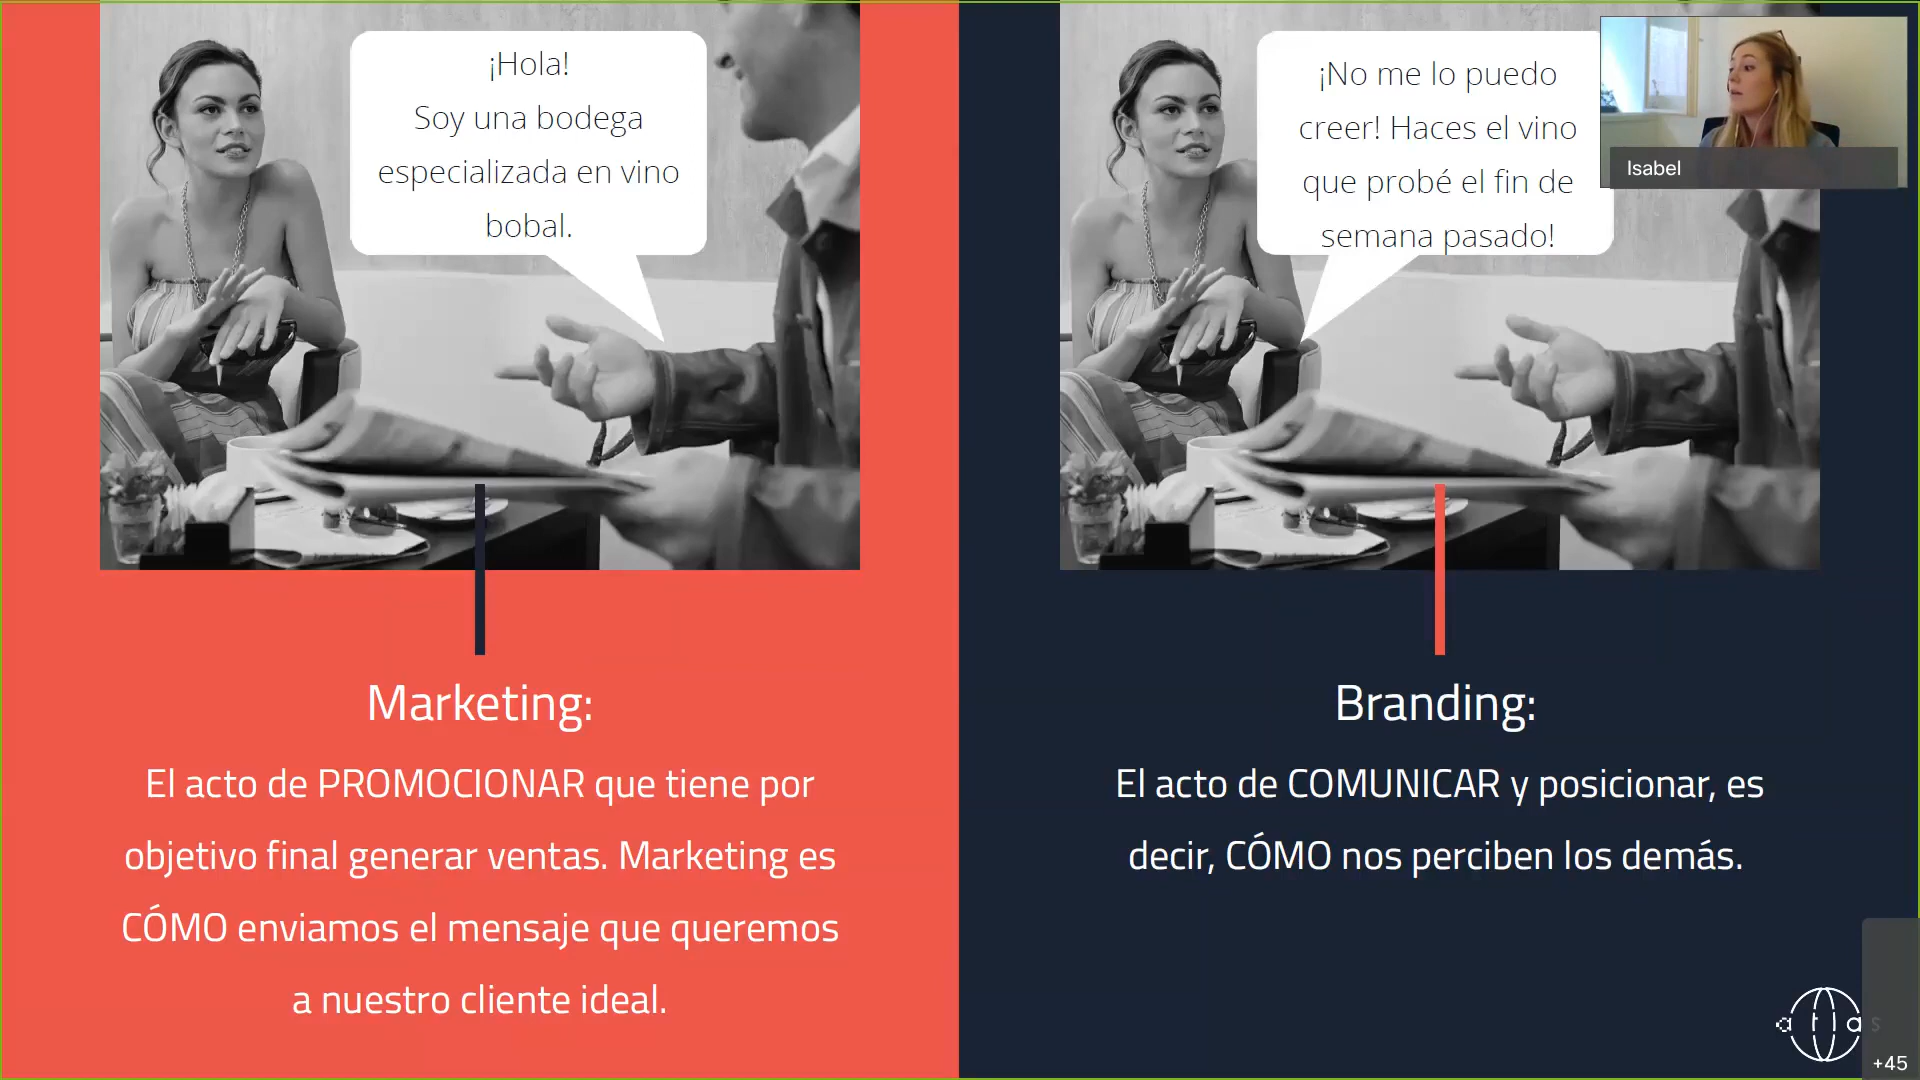 ¡Hola!
Soy una bodega
especializada en vino
bobal.
Marketing:
El acto de PROMOCIONAR que tiene por
objetivo final generar ventas. Marketing es
CÓMO enviamos el mensaje que queremos
a nuestro cliente ideal.
¡No me lo puedo
creer! Haces el vino
que probé el fin de
semana pasado!
Isabel
Branding:
El acto de COMUNICAR y posicionar, es
decir, CÓMO nos perciben los demás.
atlas
+45